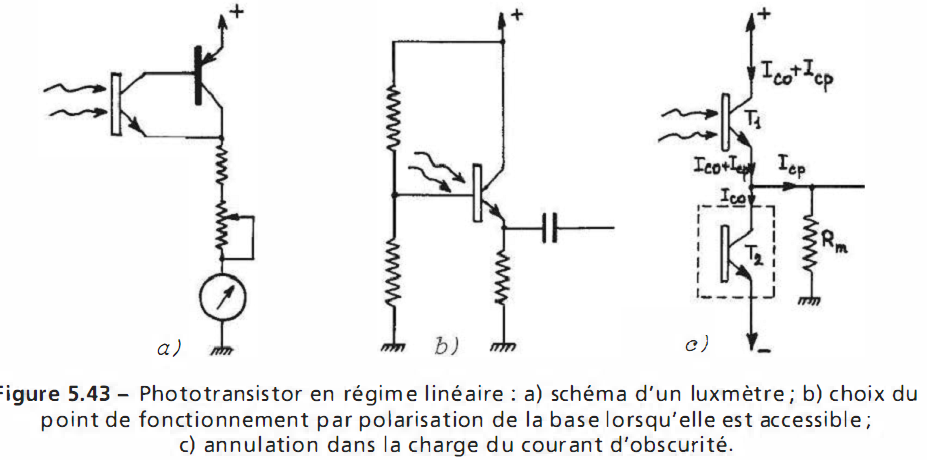 +
a)
+
b)
+
Ico+Icp
T1
Ico+Icp
Icp
Ico
T2
Rm
-
c)
igure 5.43 – Phototransistor en régime linéaire : a) schéma d'un luxmètre ; b) choix du
point de fonctionnement par polarisation de la base lorsqu'elle est accessible ;
c) annulation dans la charge du courant d'obscurité.